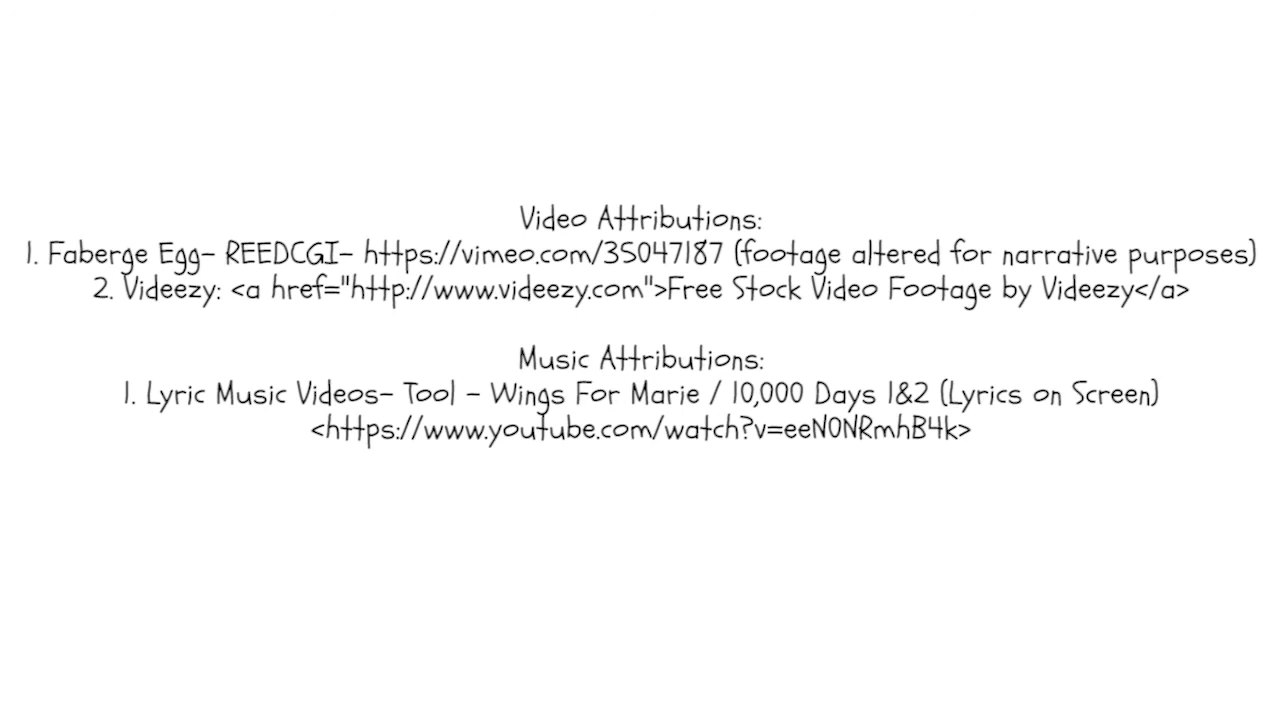 Video Attributions:
1. Faberge Egg- REEDCGI- https://vimeo.com/35047187 (footage altered for narrative purposes)
2. Videezy: <a href="http://www.videezy.com">Free Stock Video Footage by Videezy</a>
Music Attributions:
1. Lyric Music Videos- Tool - Wings For Marie / 10,000 Days 1&2 (Lyrics on Screen)
<https://www.youtube.com/watch?v=eeN0NRmhB4k>